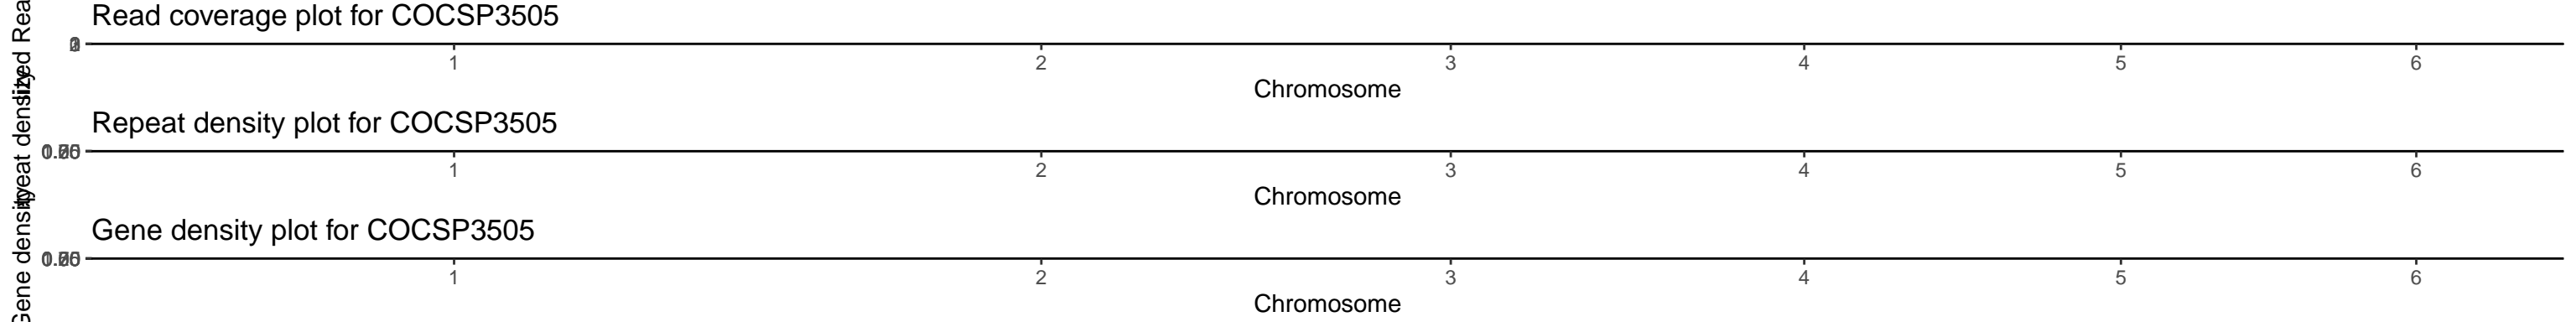 Read coverage plot for COCSP3505
1 2 3 4 5 6
Chromosome
Repeat density plot for COCSP3505
1 2 3 4 5 6
Chromosome
Gene density plot for COCSP3505
1 2 3 4 5 6
Chromosome
Gene density